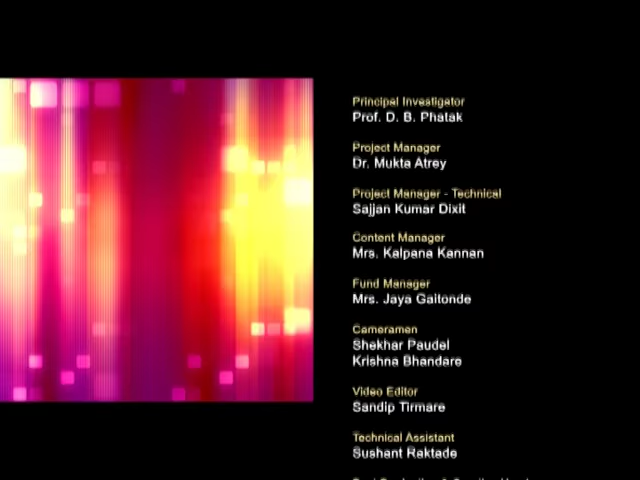 Principal Investigator
Prof. D. B. Phatak
Project Manager
Dr. Mukta Atrey
Project Manager - Technical
Sajjan Kumar Dixit
Content Manager
Mrs. Kalpana Kannan
Fund Manager
Mrs. Jaya Gaitonde
Cameramen
Shekhar Paudel
Krishna Bhandare
Video Editor
Sandip Tirmare
Technical Assistant
Sushant Raktade